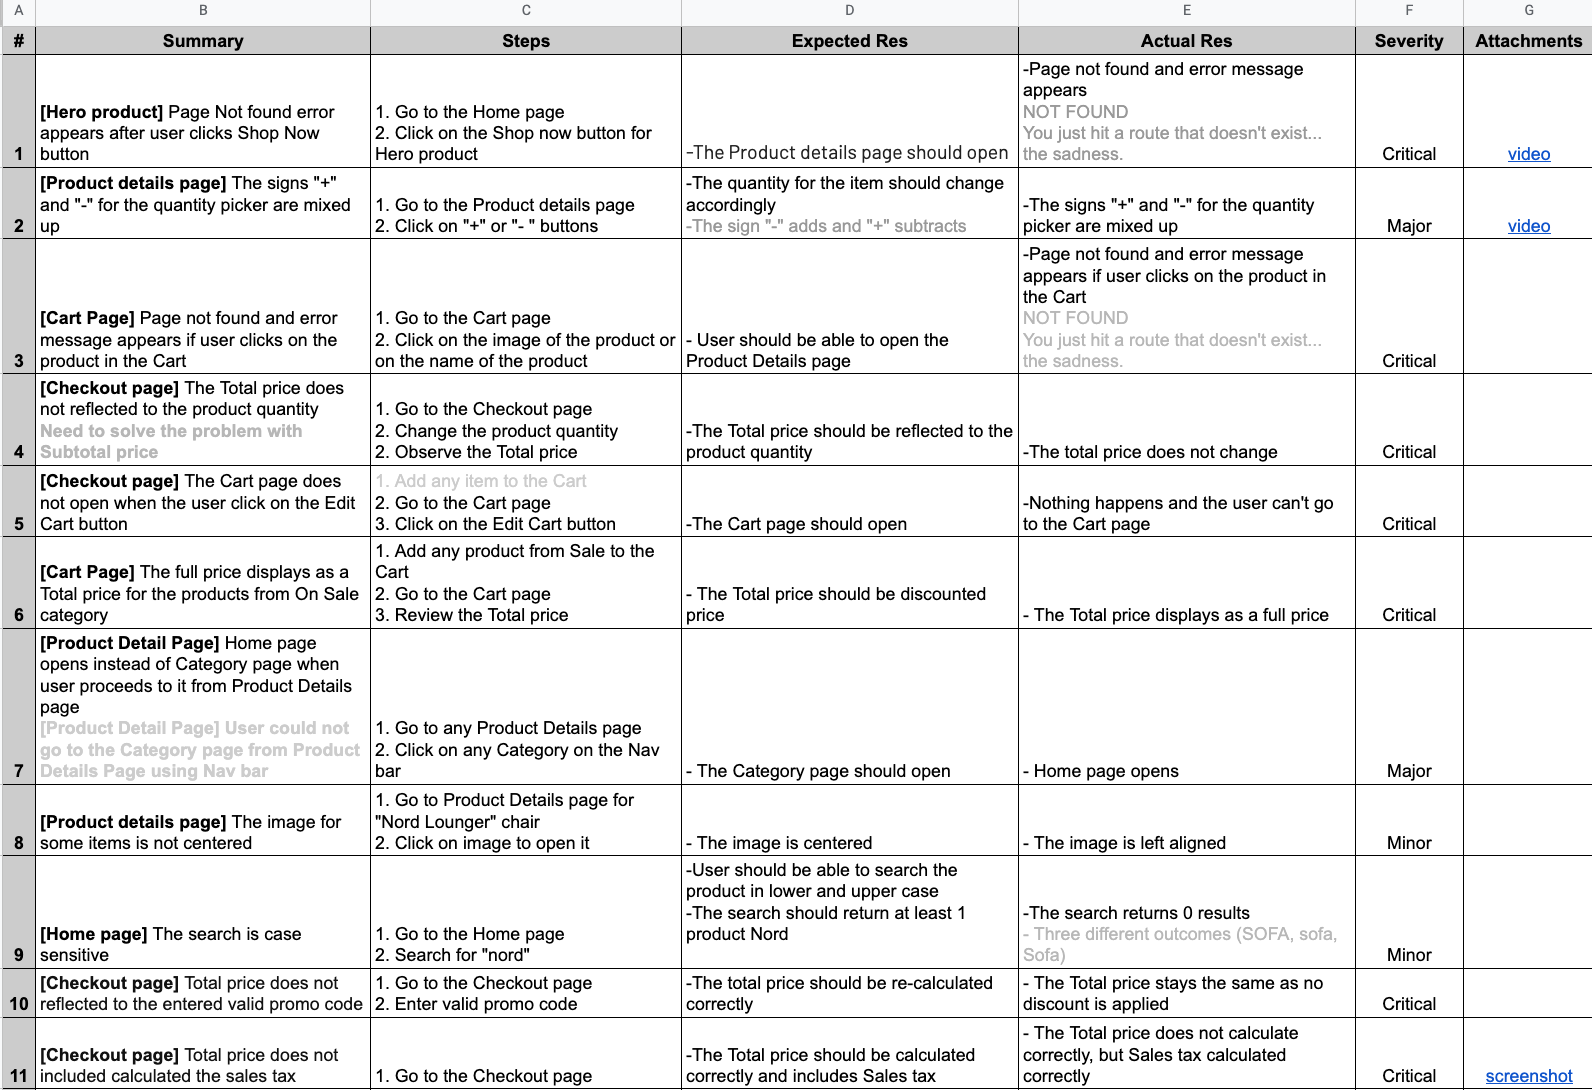 A B C D E F G
# Summary Steps Expected Res Actual Res Severity Attachments
1
[Hero product] Page Not found error
appears after user clicks Shop Now
button
1. Go to the Home page
2. Click on the Shop now button for
Hero product
-The Product details page should open
-Page not found and error message
appears
NOT FOUND
You just hit a route that doesn't exist...
the sadness.
Critical
video
2
[Product details page] The signs "+"
and "-" for the quantity picker are mixed
up
1. Go to the Product details page
2. Click on "+" or "- " buttons
-The quantity for the item should change
accordingly
-The sign "-" adds and "+" subtracts
-The signs "+" and "-" for the quantity
picker are mixed up
Major
video
3
[Cart Page] Page not found and error
message appears if user clicks on the
product in the Cart
1. Go to the Cart page
2. Click on the image of the product or
on the name of the product
- User should be able to open the
Product Details page
-Page not found and error message
appears if user clicks on the product in
the Cart
NOT FOUND
You just hit a route that doesn't exist...
the sadness.
Critical
4
[Checkout page] The Total price does
not reflected to the product quantity
Need to solve the problem with
Subtotal price
1. Go to the Checkout page
2. Change the product quantity
2. Observe the Total price
-The Total price should be reflected to the
product quantity
-The total price does not change
Critical
5
[Checkout page] The Cart page does
not open when the user click on the Edit
Cart button
1. Add any item to the Cart
2. Go to the Cart page
3. Click on the Edit Cart button
-The Cart page should open
-Nothing happens and the user can't go
to the Cart page
Critical
6
[Cart Page] The full price displays as a
Total price for the products from On Sale
category
1. Add any product from Sale to the
Cart
2. Go to the Cart page
3. Review the Total price
- The Total price should be discounted
price
- The Total price displays as a full price
Critical
7
[Product Detail Page] Home page
opens instead of Category page when
user proceeds to it from Product Details
page
[Product Detail Page] User could not
go to the Category page from Product
Details Page using Nav bar
1. Go to any Product Details page
2. Click on any Category on the Nav
bar
- The Category page should open
- Home page opens
Major
8
[Product details page] The image for
some items is not centered
1. Go to Product Details page for
"Nord Lounger" chair
2. Click on image to open it
- The image is centered
- The image is left aligned
Minor
9
[Home page] The search is case
sensitive
1. Go to the Home page
2. Search for "nord"
-User should be able to search the
product in lower and upper case
-The search should return at least 1
product Nord
-The search returns 0 results
- Three different outcomes (SOFA, sofa,
Sofa)
Minor
10
[Checkout page] Total price does not
reflected to the entered valid promo code
1. Go to the Checkout page
2. Enter valid promo code
-The total price should be re-calculated
correctly
- The Total price stays the same as no
discount is applied
Critical
11
[Checkout page] Total price does not
included calculated the sales tax
1. Go to the Checkout page
-The Total price should be calculated
correctly and includes Sales tax
- The Total price does not calculate
correctly, but Sales tax calculated
correctly
Critical
screenshot